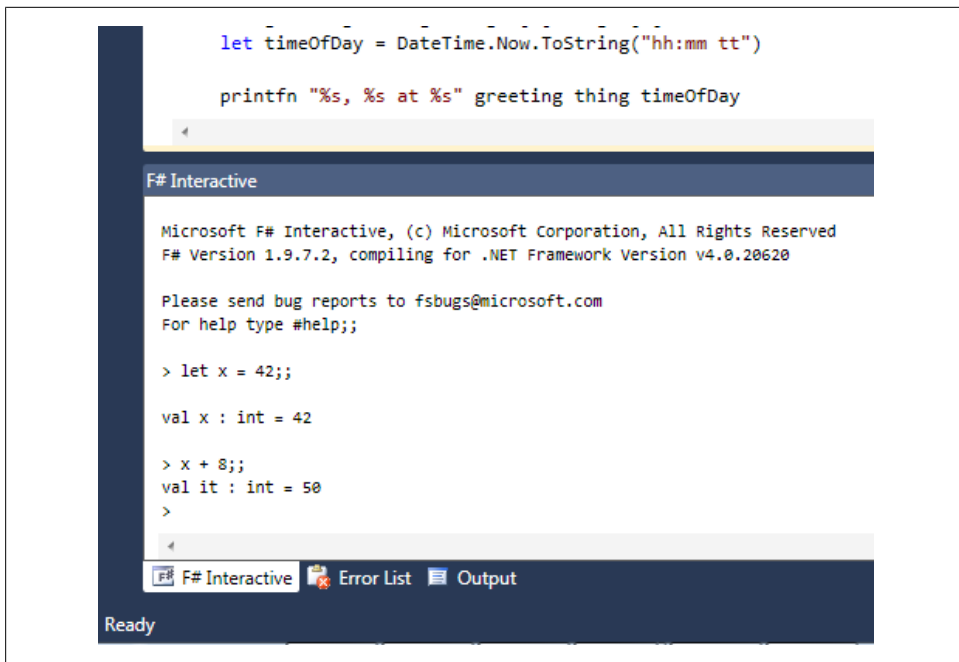 let timeOfDay = DateTime.Now.ToString("hh:mm tt")
printfn "%s, %s at %s" greeting thing timeOfDay
F# Interactive
Microsoft F# Interactive, (c) Microsoft Corporation, All Rights Reserved
F# Version 1.9.7.2, compiling for .NET Framework Version v4.0.20620
Please send bug reports to fsbugs@microsoft.com
For help type #help;;
> let x = 42;;
val x : int = 42
> x + 8;;
val it : int = 50
>
F# F# Interactive Error List Output
Ready